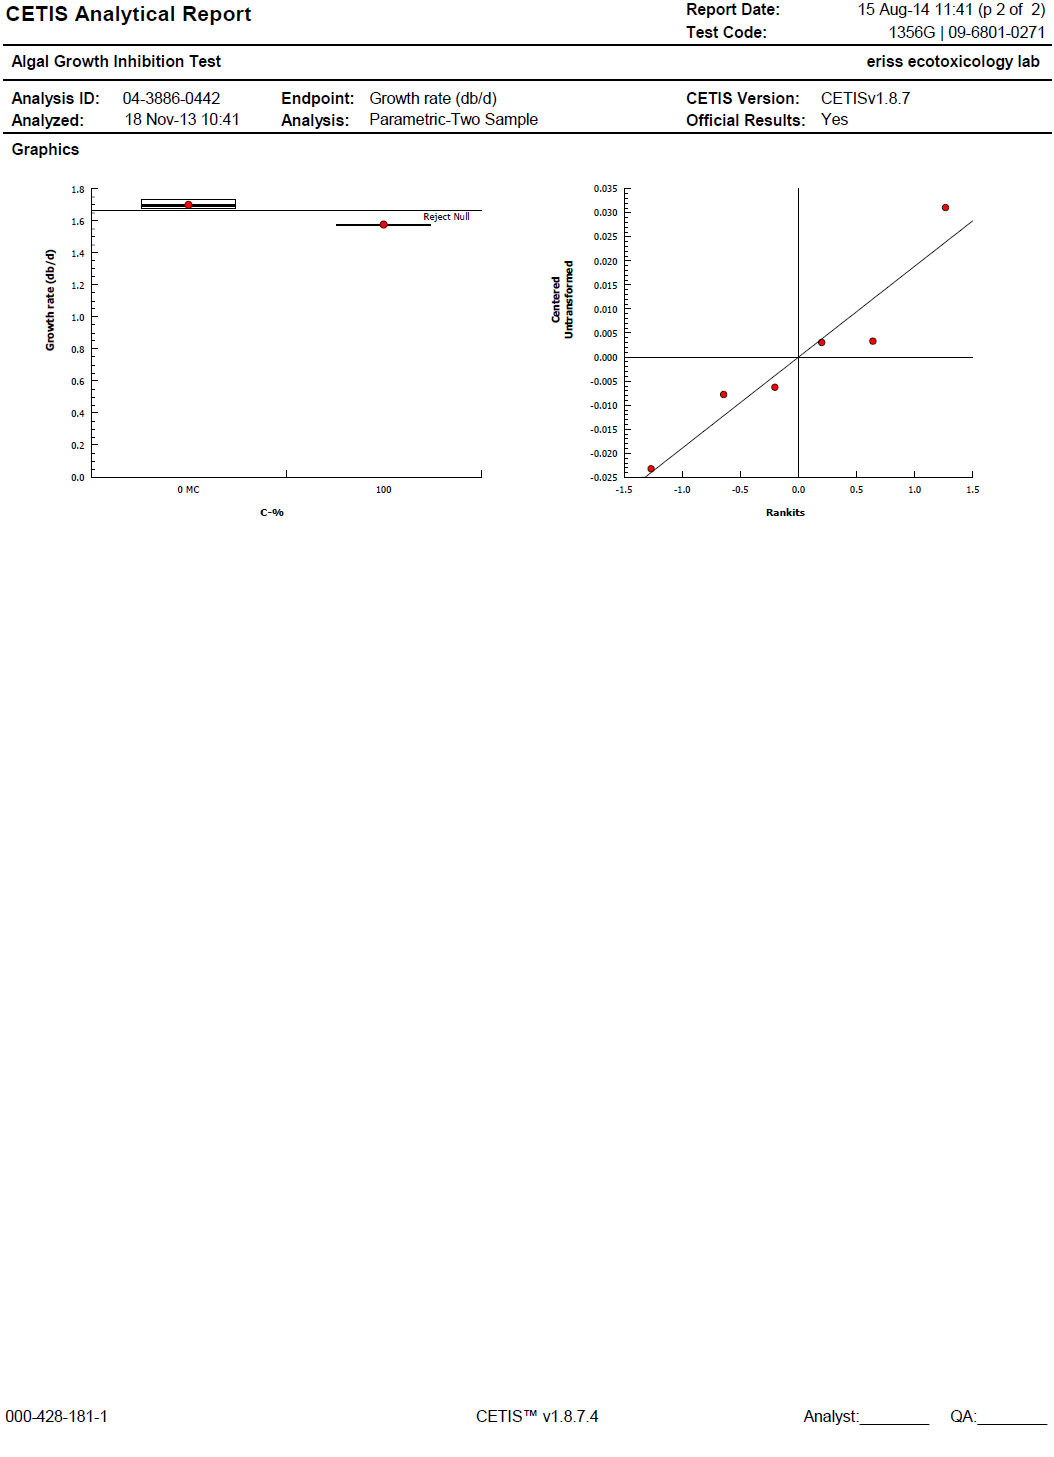 CETIS Analytical Report
Report Date: 15 Aug-14 11:41 (p 2 of 2)
Test Code: 1356G | 09-6801-0271
Algal Growth Inhibition Test eriss ecotoxicology lab
Analysis ID: 04-3886-0442 Endpoint: Growth rate (db/d) CETIS Version: CETISv1.8.7
Analyzed: 18 Nov-13 10:41 Analysis: Parametric-Two Sample Official Results: Yes
Graphics
Growth rate (db/d)
1.8
1.6
1.4
1.2
1.0
0.8
0.6
0.4
0.2
0.0
Reject Null
0 MC 100
C-%
Centered
Untransformed
0.035
0.030
0.025
0.020
0.015
0.010
0.005
0.000
-0.005
-0.010
-0.015
-0.020
-0.025
-1.5 -1.0 -0.5 0.0 0.5 1.0 1.5
Rankits
000-428-181-1 CETIS™ v1.8.7.4 Analyst:________ QA:________